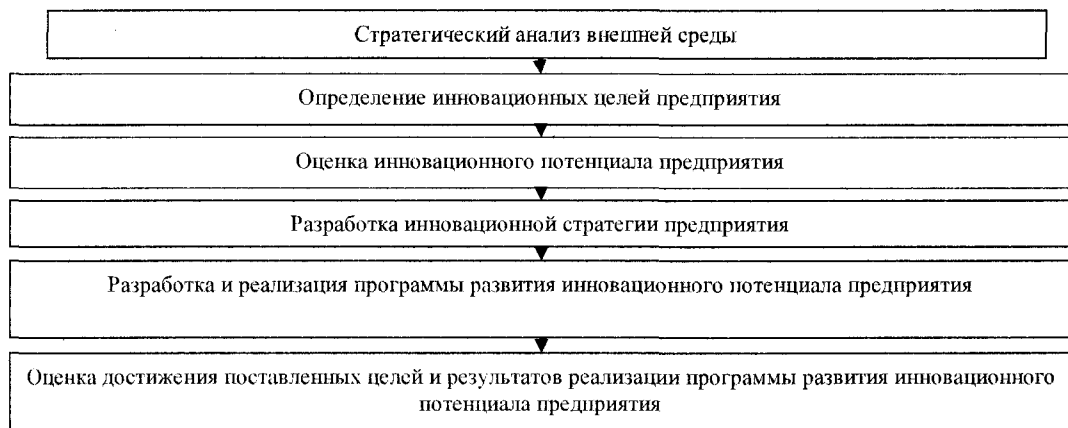 Стратегический анализ внешней среды
Определение инновационных целей предприятия
Оценка инновационного потенциала предприятия
Разработка инновационной стратегии предприятия
Разработка и реализация программы развития инновационного потенциала предприятия
Оценка достижения поставленных целей и результатов реализации программы развития инновационного
потенциала предприятия